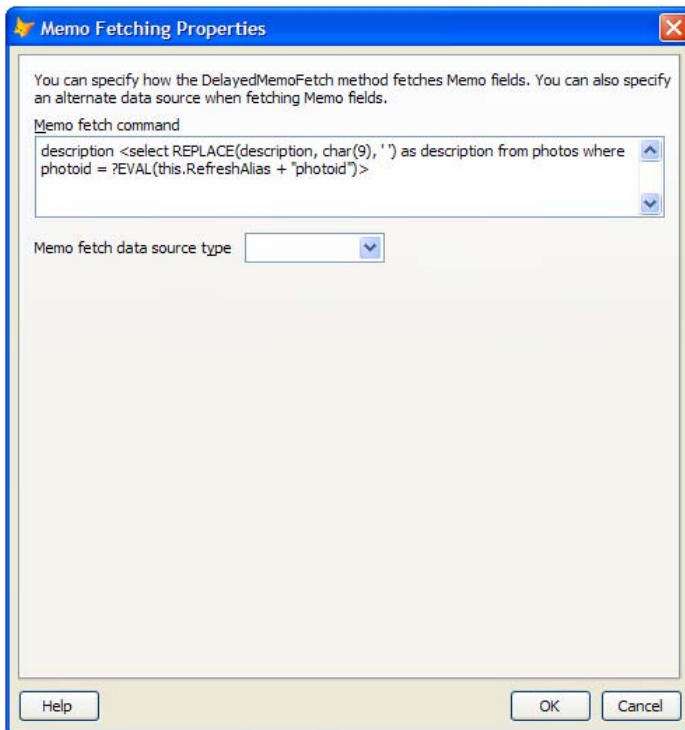 Memo Fetching Properties
You can specify how the DelayedMemoFetch method fetches Memo fields. You can also specify
an alternate data source when fetching Memo fields.
Memo fetch command
description <select REPLACE(description, char(9), ' ') as description from photos where
photoid = ?EVAL(this.RefreshAlias + "photoid")>
Memo fetch data source type
Help OK Cancel